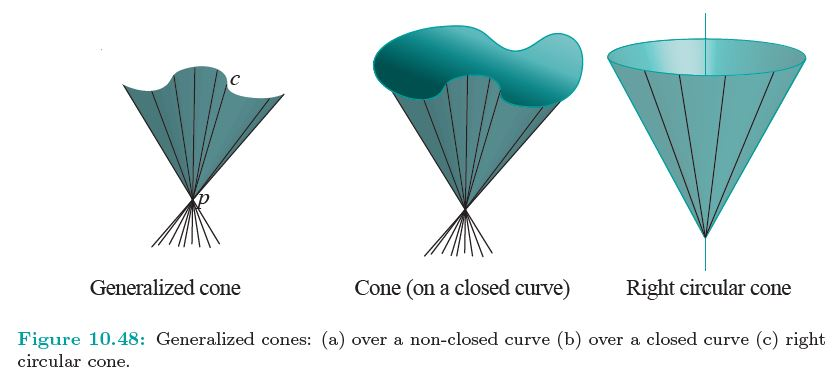 c
p
Generalized cone
Cone (on a closed curve)
Right circular cone
Figure 10.48: Generalized cones: (a) over a non-closed curve (b) over a closed curve (c) right
circular cone.